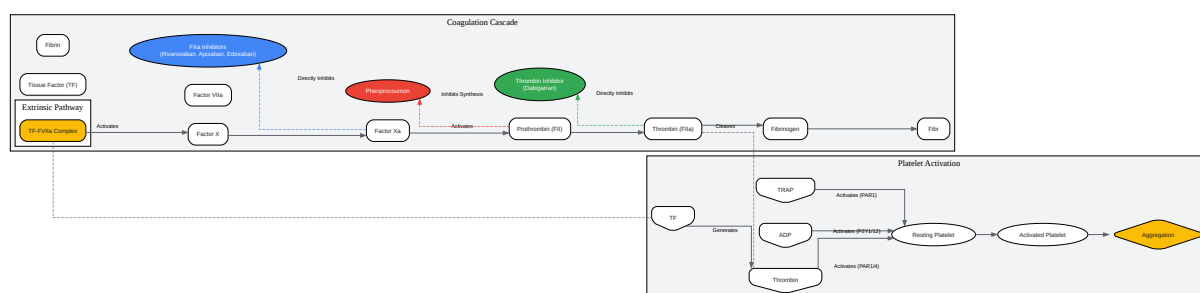 Coagulation Cascade
Fibrin
FXa Inhibitors
(Rivaroxaban, Apixaban, Edoxaban)
Tissue Factor (TF)
Directly Inhibits
Thrombin Inhibitor
(Dabigatran)
Factor VIIa
Phenprocoumon
Inhibits Synthesis
Directly Inhibits
Extrinsic Pathway
TF-FVIIa Complex
Activates
Factor X
Factor Xa
Activates
Prothrombin (FII)
Thrombin (FIIa)
Cleaves
Fibrinogen
Fibr
Platelet Activation
TRAP
Activates (PAR1)
TF
Generates
ADP
Activates (P2Y1/12)
Resting Platelet
Activated Platelet
Aggregation
Activates (PAR1/4)
Thrombin